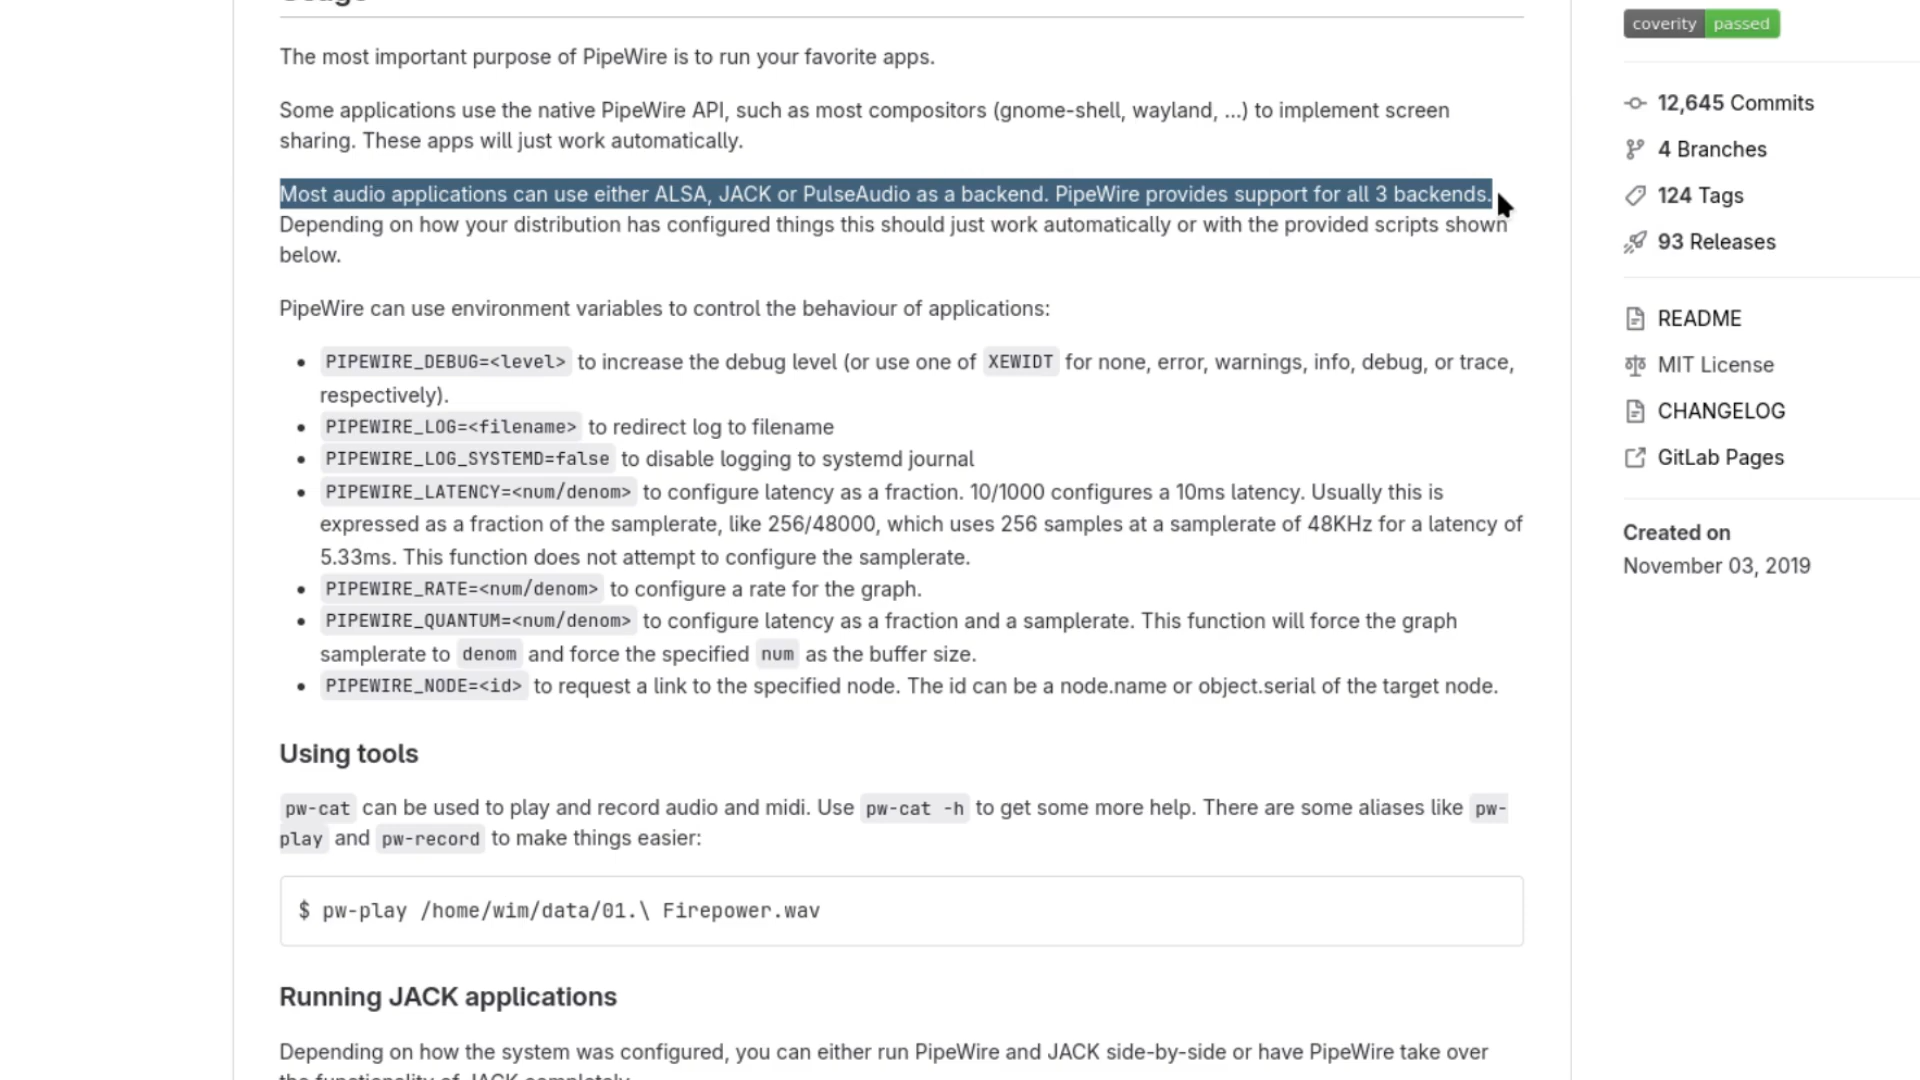 Usage
The most important purpose of PipeWire is to run your favorite apps.
Some applications use the native PipeWire API, such as most compositors (gnome-shell, wayland, ...) to implement screen
sharing. These apps will just work automatically.
Most audio applications can use either ALSA, JACK or PulseAudio as a backend. PipeWire provides support for all 3 backends.
Depending on how your distribution has configured things this should just work automatically or with the provided scripts shown
below.
PipeWire can use environment variables to control the behaviour of applications:
• PIPEWIRE_DEBUG=<level> to increase the debug level (or use one of XEWIDT for none, error, warnings, info, debug, or trace,
respectively).
• PIPEWIRE_LOG=<filename> to redirect log to filename
• PIPEWIRE_LOG_SYSTEMD=false to disable logging to systemd journal
• PIPEWIRE_LATENCY=<num/denom> to configure latency as a fraction. 10/1000 configures a 10ms latency. Usually this is
expressed as a fraction of the samplerate, like 256/48000, which uses 256 samples at a samplerate of 48KHz for a latency of
5.33ms. This function does not attempt to configure the samplerate.
• PIPEWIRE_RATE=<num/denom> to configure a rate for the graph.
• PIPEWIRE_QUANTUM=<num/denom> to configure latency as a fraction and a samplerate. This function will force the graph
samplerate to denom and force the specified num as the buffer size.
• PIPEWIRE_NODE=<id> to request a link to the specified node. The id can be a node.name or object.serial of the target node.
Using tools
pw-cat can be used to play and record audio and midi. Use pw-cat -h to get some more help. There are some aliases like pw-
play and pw-record to make things easier:
$ pw-play /home/wim/data/01.\ Firepower.wav
Running JACK applications
Depending on how the system was configured, you can either run PipeWire and JACK side-by-side or have PipeWire take over
the functionality of JACK completely.
coverity passed
12,645 Commits
4 Branches
124 Tags
93 Releases
README
MIT License
CHANGELOG
GitLab Pages
Created on
November 03, 2019